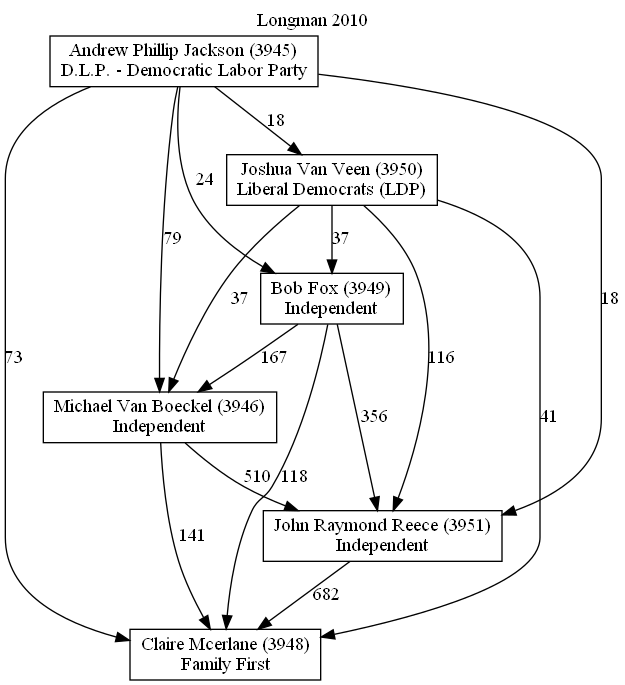 Longman 2010
Andrew Phillip Jackson (3945)
D.L.P. - Democratic Labor Party
18
Joshua Van Veen (3950)
Liberal Democrats (LDP)
24
79
37
Bob Fox (3949)
Independent
37
18
73
167
116
Michael Van Boeckel (3946)
Independent
356
41
510
118
John Raymond Reece (3951)
Independent
141
682
Claire Mcerlane (3948)
Family First